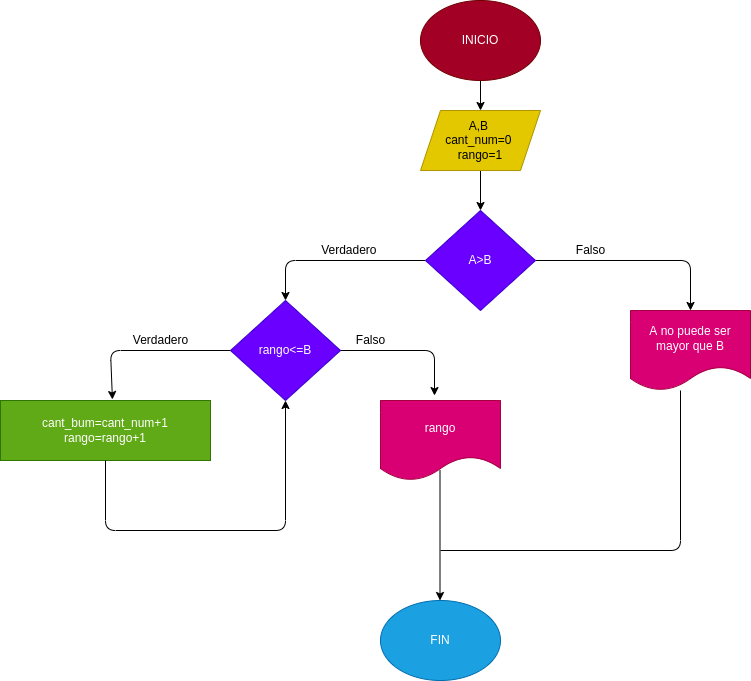 INICIO
A,B
cant_num=0
rango=1
A>B
Verdadero
Falso
A no puede ser
mayor que B
rango<=B
Verdadero
Falso
cant_bum=cant_num+1
rango=rango+1
rango
FIN